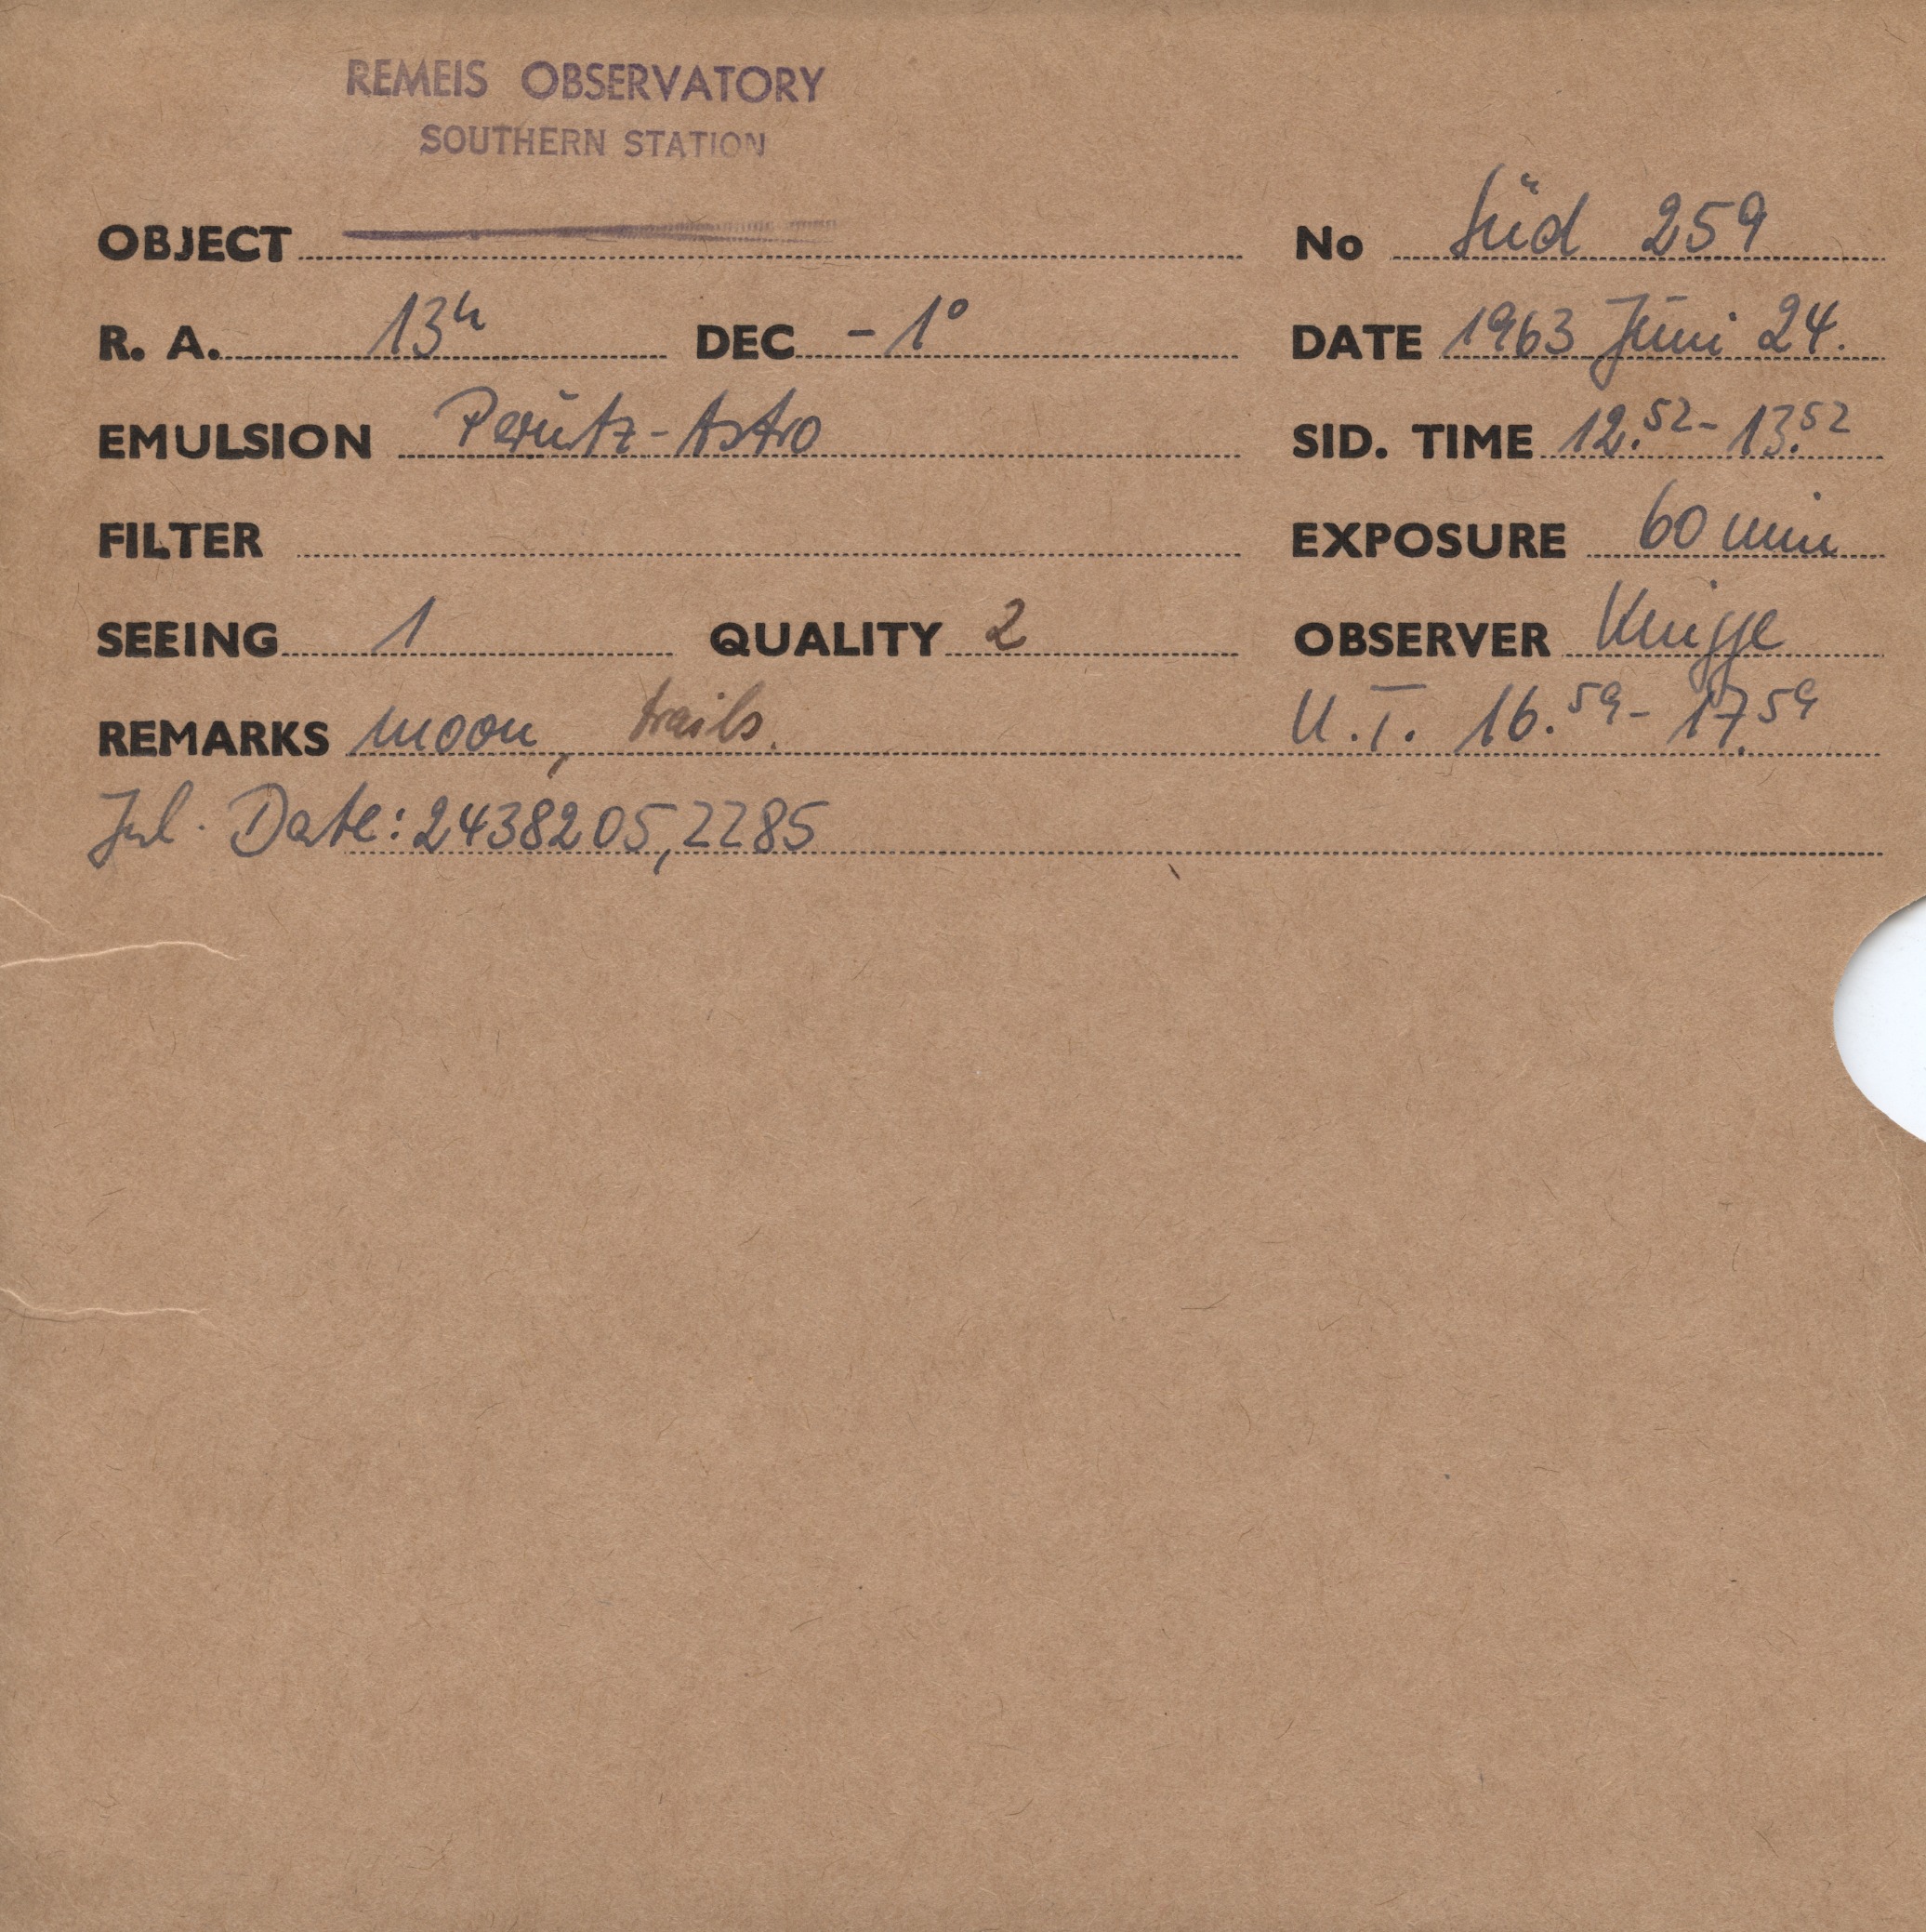 REMEIS OBSERVATORY
SOUTHERN STATION
OBJECT No Süd 259
R. A. 13h DEC -1° DATE 1963 Juni 24.
EMULSION Perutz-Astro SID. TIME 12.52-13.52
FILTER EXPOSURE 60 min
SEEING 1 QUALITY 2 OBSERVER Knigge
REMARKS moon, trails. U.T. 16.59-17.59
Jul. Date: 2438205,2285